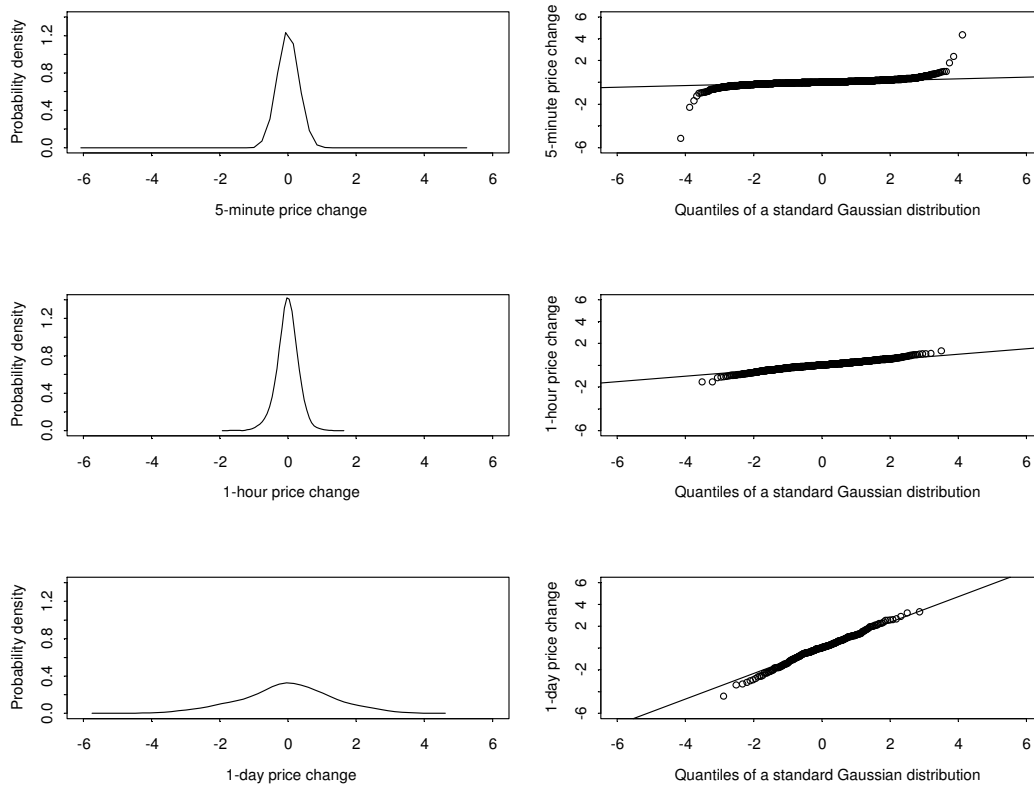 Probability density
0.0 0.4 0.8 1.2
-6 -4 -2 0 2 4 6
5-minute price change
5-minute price change
-6 -2 2 4 6
-6 -4 -2 0 2 4 6
Quantiles of a standard Gaussian distribution
Probability density
0.0 0.4 0.8 1.2
-6 -4 -2 0 2 4 6
1-hour price change
1-hour price change
-6 -2 2 4 6
-6 -4 -2 0 2 4 6
Quantiles of a standard Gaussian distribution
Probability density
0.0 0.4 0.8 1.2
-6 -4 -2 0 2 4 6
1-day price change
1-day price change
-6 -2 2 4 6
-6 -4 -2 0 2 4 6
Quantiles of a standard Gaussian distribution